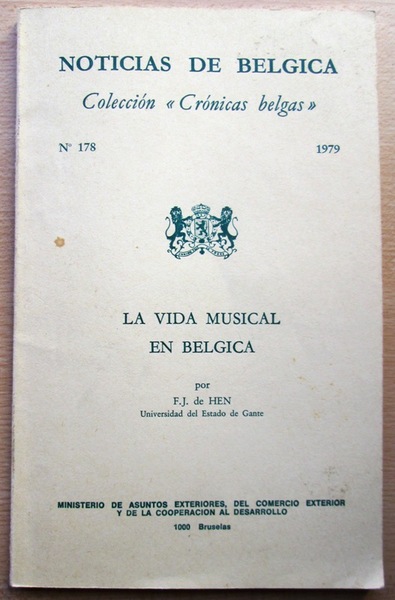 NOTICIAS DE BELGICA
Colección « Crónicas belgas »
Nº 178 1979
LA VIDA MUSICAL
EN BELGICA
por
F.J. de HEN
Universidad del Estado de Gante
MINISTERIO DE ASUNTOS EXTERIORES, DEL COMERCIO EXTERIOR
Y DE LA COOPERACION AL DESARROLLO
1000 Bruselas